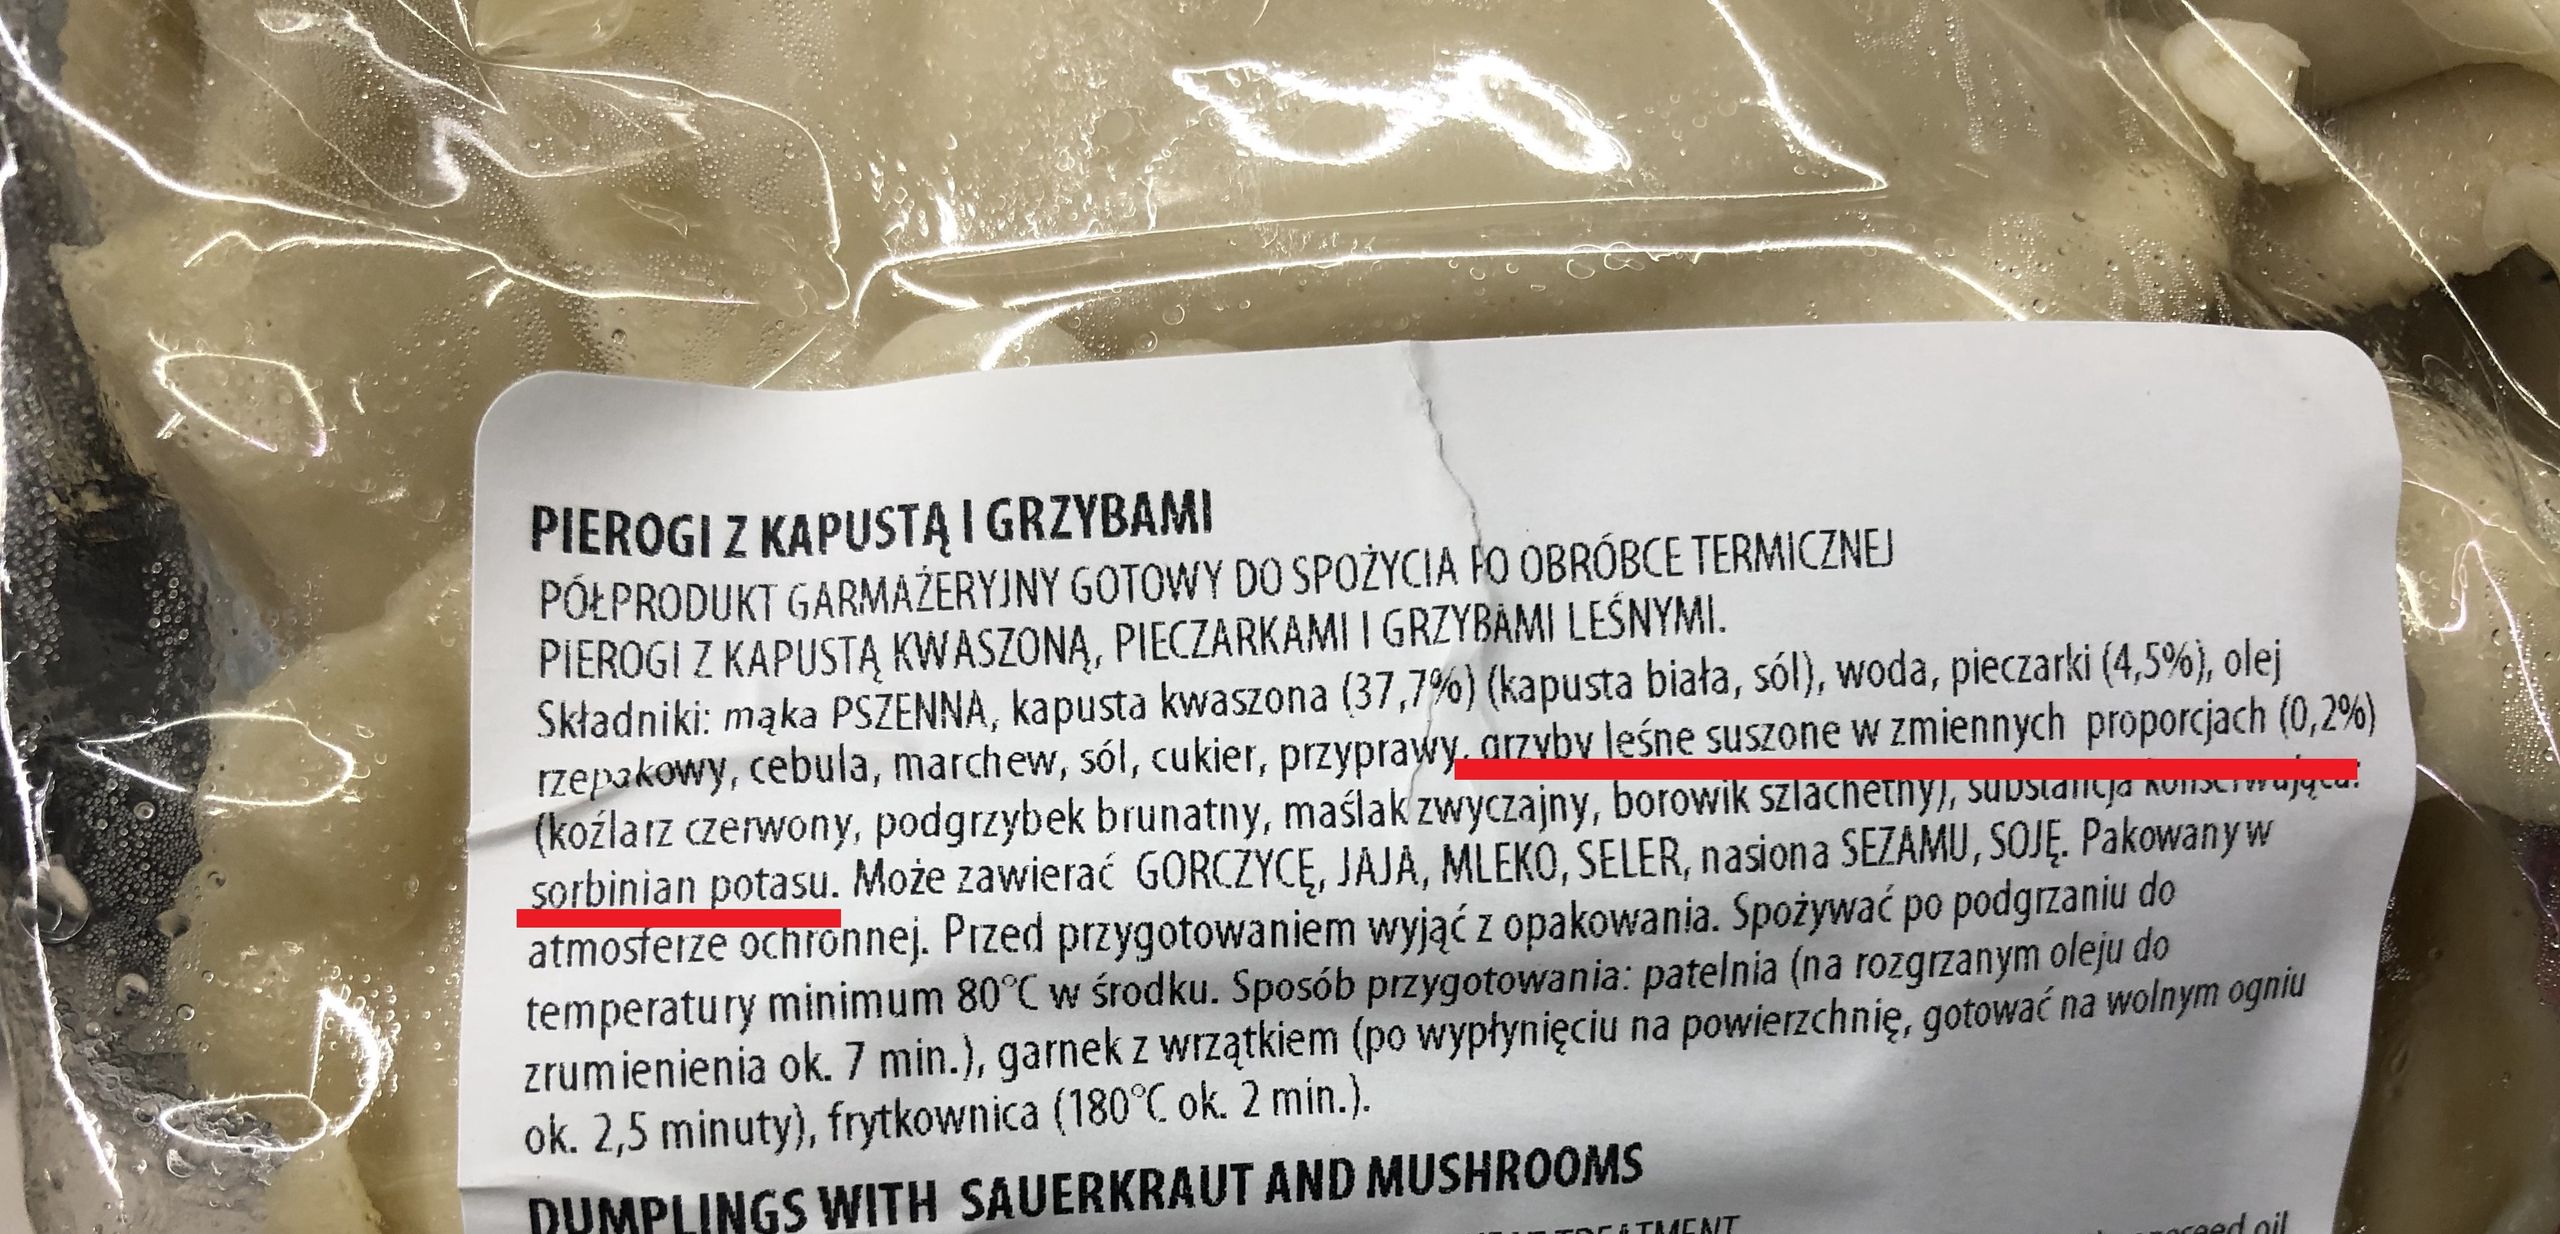 PIEROGI Z KAPUSTĄ I GRZYBAMI
PÓŁPRODUKT GARMAŻERYJNY GOTOWY DO SPOŻYCIA PO OBRÓBCE TERMICZNEJ
PIEROGI Z KAPUSTĄ KWASZONĄ, PIECZARKAMI I GRZYBAMI LEŚNYMI.
Składniki: mąka PSZENNA, kapusta kwaszona (37,7%) (kapusta biała, sól), woda, pieczarki (4,5%), olej
rzepakowy, cebula, marchew, sól, cukier, przyprawy, grzyby leśne suszone w zmiennych proporcjach (0,2%)
(koźlarz czerwony, podgrzybek brunatny, maślak zwyczajny, borowik szlachetny), substancja konserwująca:
sorbinian potasu. Może zawierać GORCZYCĘ, JAJA, MLEKO, SELER, nasiona SEZAMU, SOJĘ. Pakowany w
atmosferze ochronnej. Przed przygotowaniem wyjąć z opakowania. Spożywać po podgrzaniu do
temperatury minimum 80°C w środku. Sposób przygotowania: patelnia (na rozgrzanym oleju do
zrumienienia ok. 7 min.), garnek z wrzątkiem (po wypłynięciu na powierzchnię, gotować na wolnym ogniu
ok. 2,5 minuty), frytkownica (180°C ok. 2 min.).
DUMPLINGS WITH SAUERKRAUT AND MUSHROOMS
TREATMENT
oil